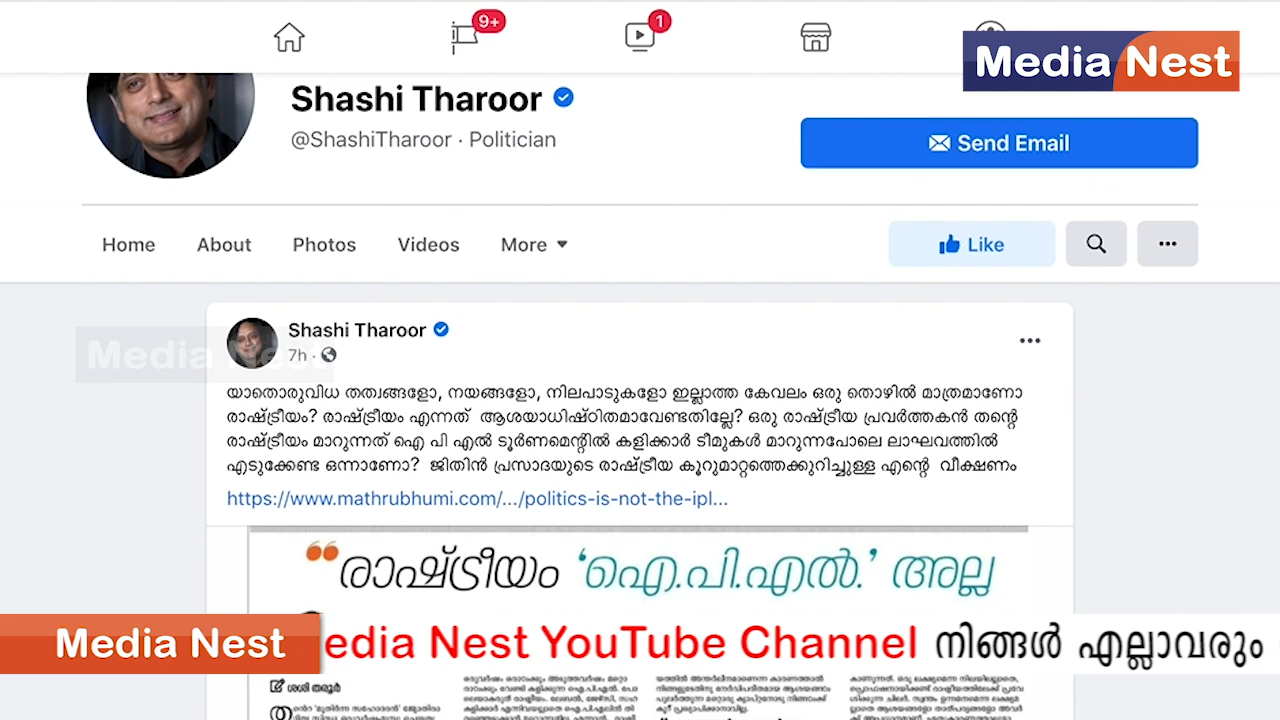 9+
1
Media Nest
Shashi Tharoor
@ShashiTharoor · Politician
Send Email
Home About Photos Videos More
Like
Shashi Tharoor
7h ·
Media Nest
യാതൊരുവിധ തത്വങ്ങളോ, നയങ്ങളോ, നിലപാടുകളോ ഇല്ലാത്ത കേവലം ഒരു തൊഴിൽ മാത്രമാണോ
രാഷ്ട്രീയം? രാഷ്ട്രീയം എന്നത് ആശയാധിഷ്ഠിതമാവേണ്ടതില്ലേ? ഒരു രാഷ്ട്രീയ പ്രവർത്തകൻ തന്റെ
രാഷ്ട്രീയം മാറുന്നത് ഐ പി എൽ ടൂർണമെന്റിൽ കളിക്കാർ ടീമുകൾ മാറുന്നപോലെ ലാഘവത്തിൽ
എടുക്കേണ്ട ഒന്നാണോ? ജിതിൻ പ്രസാദയുടെ രാഷ്ട്രീയ കൂറുമാറ്റത്തെക്കുറിച്ചുള്ള എന്റെ വീക്ഷണം
https://www.mathrubhumi.com/.../politics-is-not-the-ipl...
“രാഷ്ട്രീയം ‘ഐ.പി.എൽ.’ അല്ല
Media Nest
edia Nest YouTube Channel നിങ്ങൾ എല്ലാവരും
ശശി തരൂർ